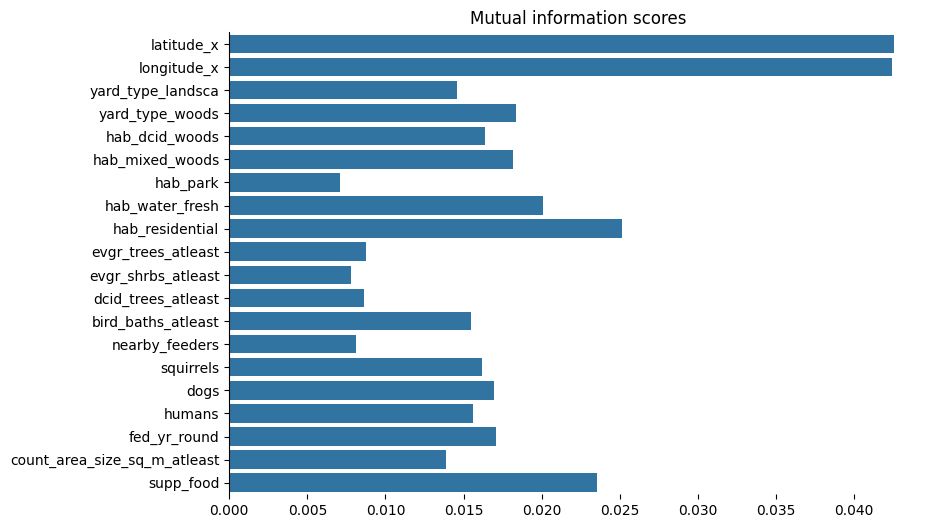 Mutual information scores
latitude_x
longitude_x
yard_type_landsca
yard_type_woods
hab_dcid_woods
hab_mixed_woods
hab_park
hab_water_fresh
hab_residential
evgr_trees_atleast
evgr_shrbs_atleast
dcid_trees_atleast
bird_baths_atleast
nearby_feeders
squirrels
dogs
humans
fed_yr_round
count_area_size_sq_m_atleast
supp_food
0.000 0.005 0.010 0.015 0.020 0.025 0.030 0.035 0.040